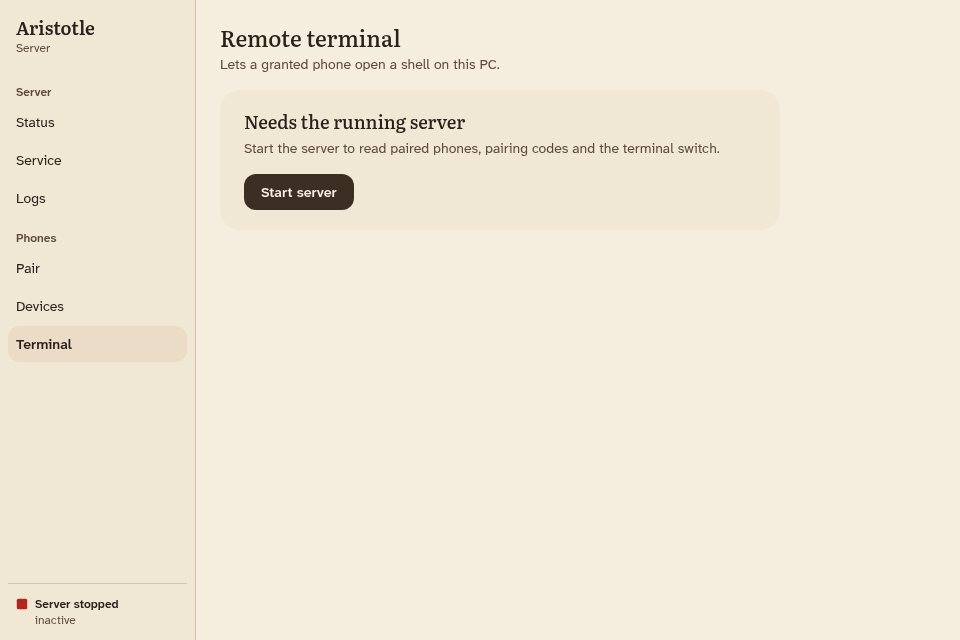 Aristotle
Server
Server
Status
Service
Logs
Phones
Pair
Devices
Terminal
Server stopped
inactive
Remote terminal
Lets a granted phone open a shell on this PC.
Needs the running server
Start the server to read paired phones, pairing codes and the terminal switch.
Start server